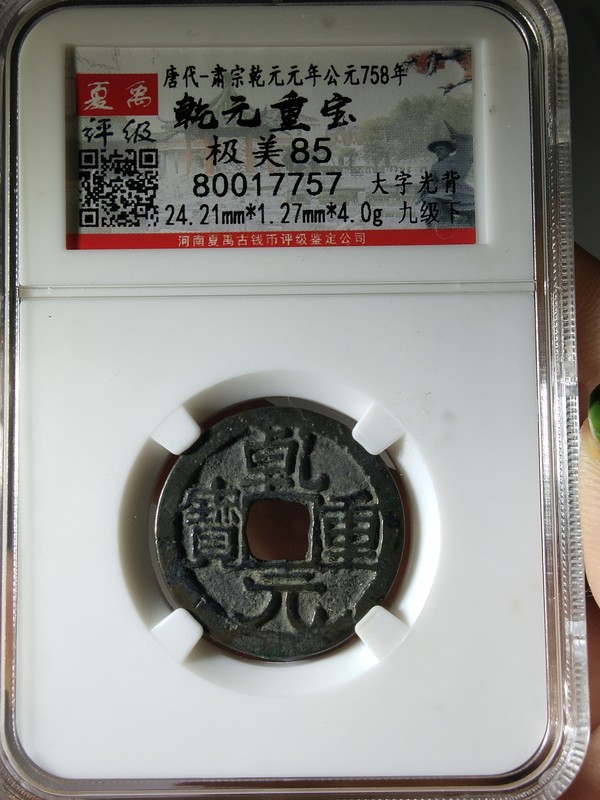 唐代-肃宗乾元元年公元758年
夏禹
评级
乾元重宝
极美85
80017757 大字光背
24.21mm*1.27mm*4.0g 九级下
河南夏禹古钱币评级鉴定公司
乾元重寶